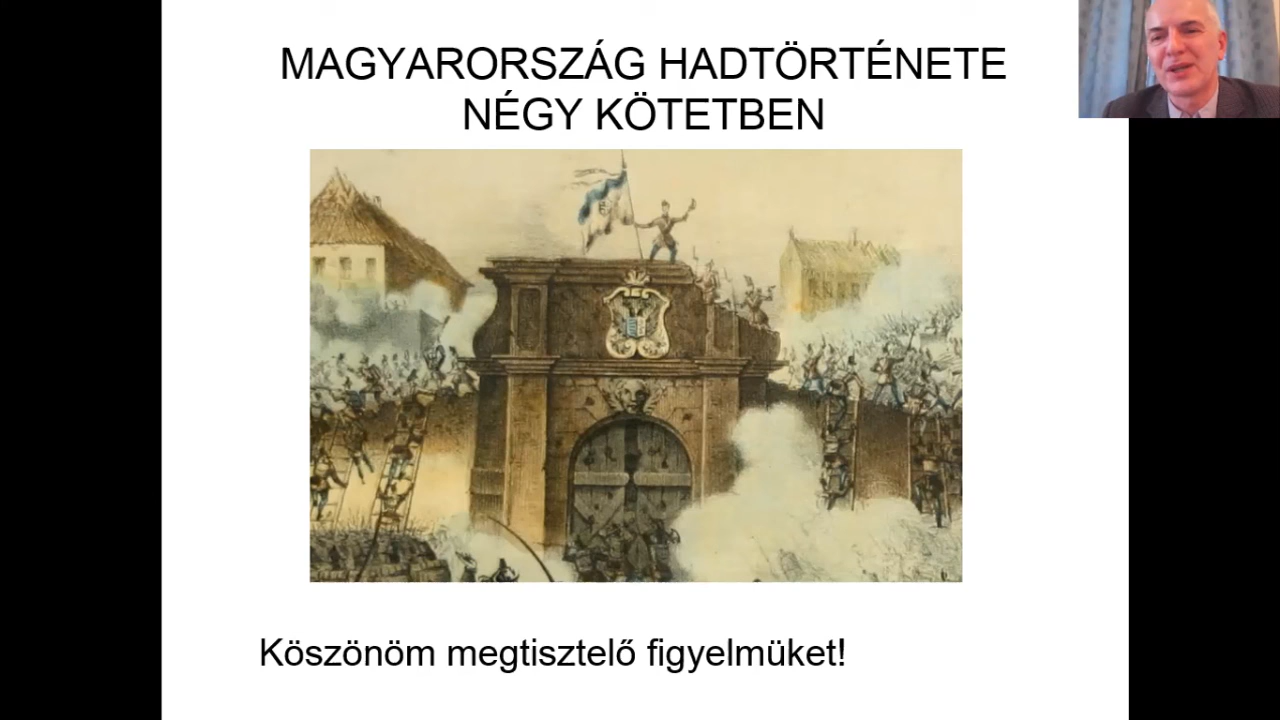 MAGYARORSZÁG HADTÖRTÉNETE
NÉGY KÖTETBEN
Köszönöm megtisztelő figyelmüket!